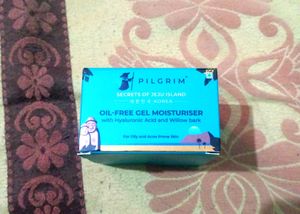 PILGRIM
SECRETS OF JEJU ISLAND
KOREA
OIL-FREE GEL MOISTURISER
with Hyaluronic Acid and Willow bark
For Oily and Acne Prone Skin